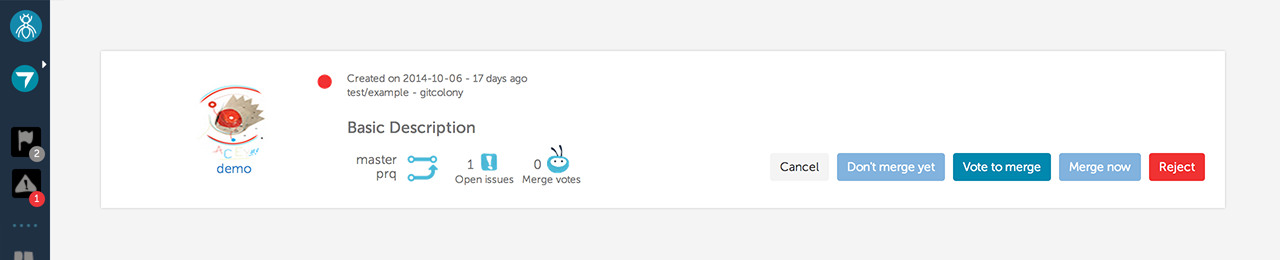 2
1
demo
Created on 2014-10-06 - 17 days ago
test/example - gitcolony
Basic Description
master
prq
1
Open issues
0
Merge votes
Cancel
Don't merge yet
Vote to merge
Merge now
Reject